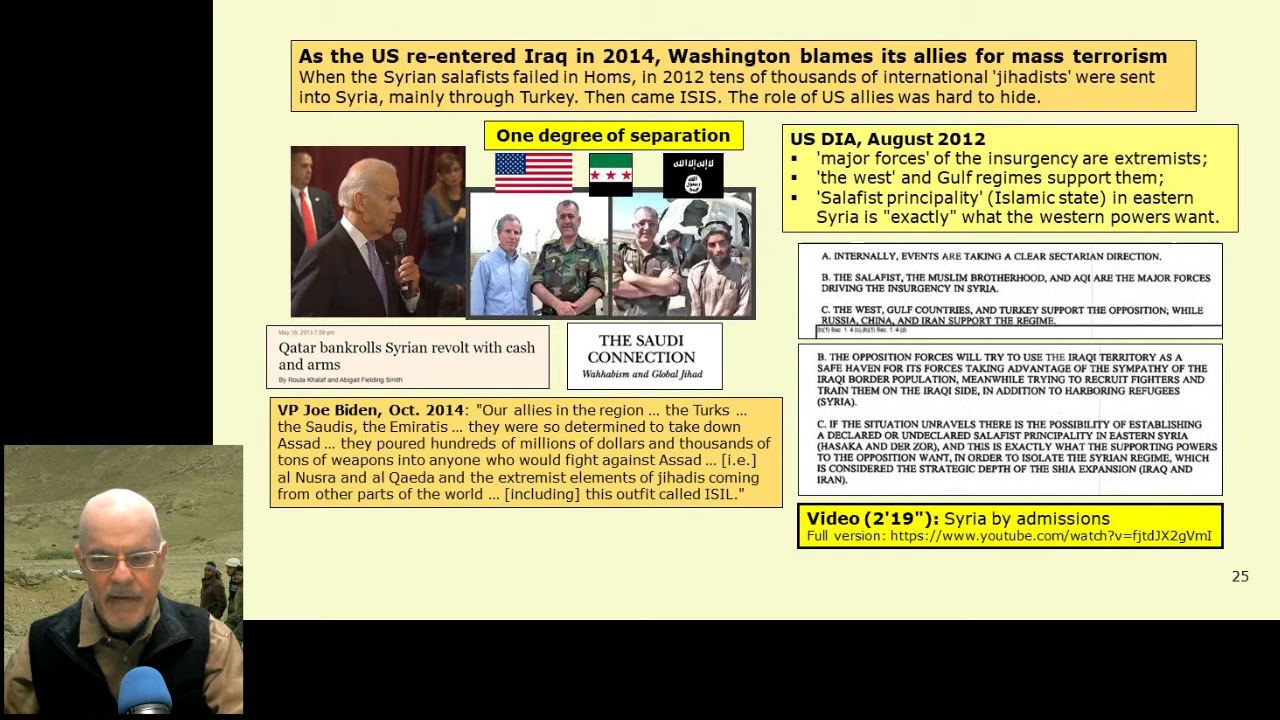 As the US re-entered Iraq in 2014, Washington blames its allies for mass terrorism
When the Syrian salafists failed in Homs, in 2012 tens of thousands of international 'jihadists' were sent
into Syria, mainly through Turkey. Then came ISIS. The role of US allies was hard to hide.
One degree of separation
May 16, 2013 7:09 pm
Qatar bankrolls Syrian revolt with cash
and arms
By Roula Khalaf and Abigail Fielding Smith
THE SAUDI
CONNECTION
Wahhabism and Global Jihad
VP Joe Biden, Oct. 2014: "Our allies in the region ... the Turks ...
the Saudis, the Emiratis ... they were so determined to take down
Assad ... they poured hundreds of millions of dollars and thousands of
tons of weapons into anyone who would fight against Assad ... [i.e.]
al Nusra and al Qaeda and the extremist elements of jihadis coming
from other parts of the world ... [including] this outfit called ISIL."
US DIA, August 2012
▪ 'major forces' of the insurgency are extremists;
▪ 'the west' and Gulf regimes support them;
▪ 'Salafist principality' (Islamic state) in eastern
Syria is "exactly" what the western powers want.
A. INTERNALLY, EVENTS ARE TAKING A CLEAR SECTARIAN DIRECTION.
B. THE SALAFIST, THE MUSLIM BROTHERHOOD, AND AQI ARE THE MAJOR FORCES
DRIVING THE INSURGENCY IN SYRIA.
C. THE WEST, GULF COUNTRIES, AND TURKEY SUPPORT THE OPPOSITION; WHILE
RUSSIA, CHINA, AND IRAN SUPPORT THE REGIME.
B. THE OPPOSITION FORCES WILL TRY TO USE THE IRAQI TERRITORY AS A
SAFE HAVEN FOR ITS FORCES TAKING ADVANTAGE OF THE SYMPATHY OF THE
IRAQI BORDER POPULATION, MEANWHILE TRYING TO RECRUIT FIGHTERS AND
TRAIN THEM ON THE IRAQI SIDE, IN ADDITION TO HARBORING REFUGEES
(SYRIA).
C. IF THE SITUATION UNRAVELS THERE IS THE POSSIBILITY OF ESTABLISHING
A DECLARED OR UNDECLARED SALAFIST PRINCIPALITY IN EASTERN SYRIA
(HASAKA AND DER ZOR), AND THIS IS EXACTLY WHAT THE SUPPORTING POWERS
TO THE OPPOSITION WANT, IN ORDER TO ISOLATE THE SYRIAN REGIME, WHICH
IS CONSIDERED THE STRATEGIC DEPTH OF THE SHIA EXPANSION (IRAQ AND
IRAN).
Video (2'19"): Syria by admissions
Full version: https://www.youtube.com/watch?v=fjtdJX2gVmI
25